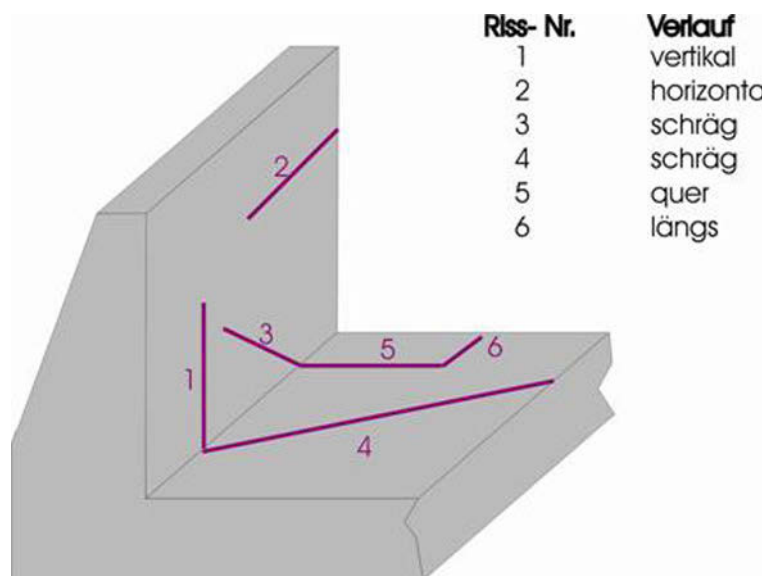 Riss- Nr. Verlauf
1 vertikal
2 horizonta
3 schräg
4 schräg
5 quer
6 längs
2
3
5
6
1
4